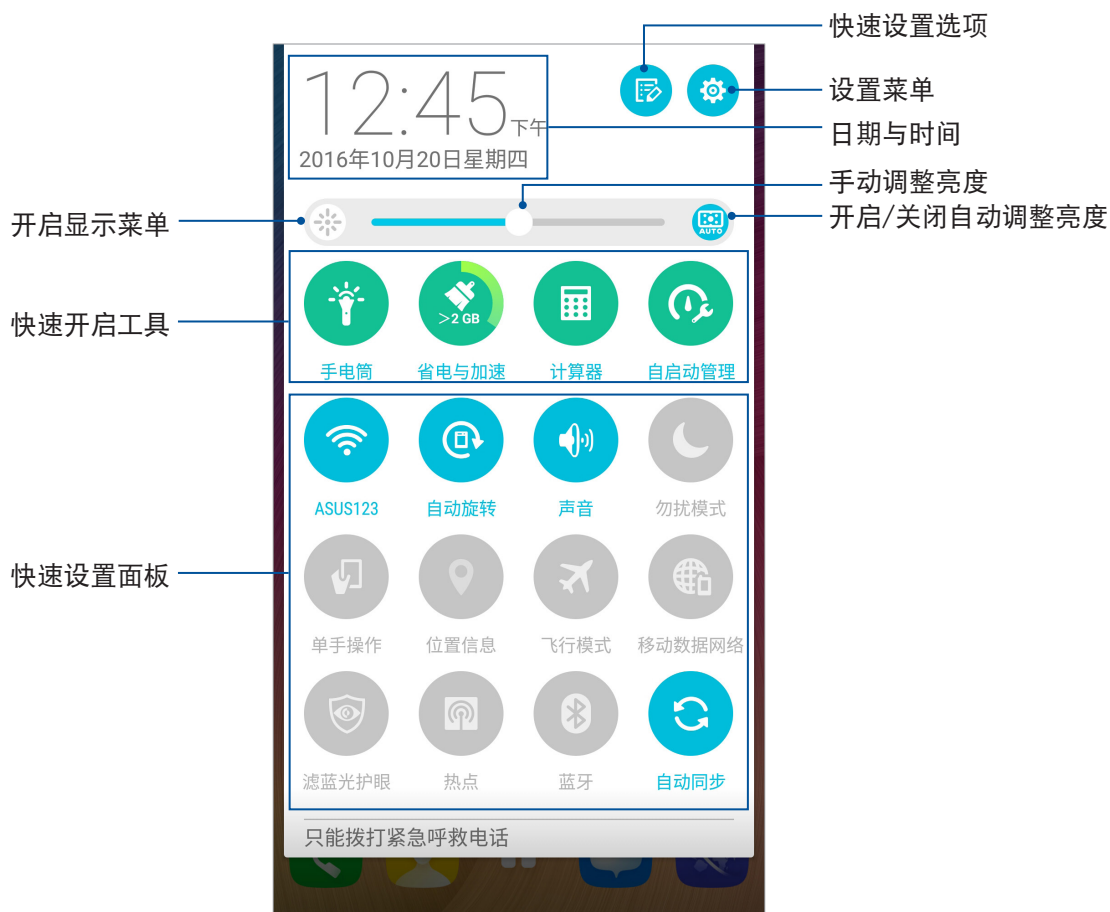 快速设置选项
设置菜单
日期与时间
手动调整亮度
开启/关闭自动调整亮度
开启显示菜单
快速开启工具
快速设置面板
12:45下午
2016年10月20日星期四
AUTO
>2 GB
手电筒 省电与加速 计算器 自启动管理
ASUS123 自动旋转 声音 勿扰模式
单手操作 位置信息 飞行模式 移动数据网络
滤蓝光护眼 热点 蓝牙 自动同步
只能拨打紧急呼救电话